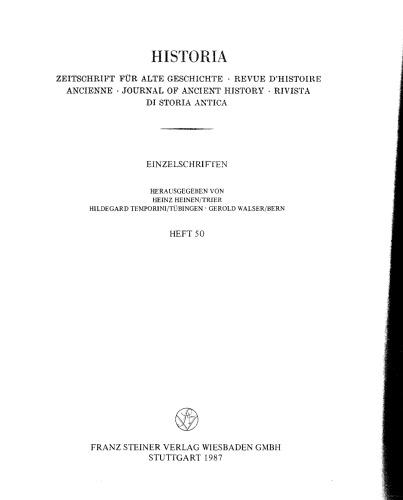 HISTORIA
ZEITSCHRIFT FÜR ALTE GESCHICHTE · REVUE D'HISTOIRE
ANCIENNE · JOURNAL OF ANCIENT HISTORY · RIVISTA
DI STORIA ANTICA
EINZELSCHRIFTEN
HERAUSGEGEBEN VON
HEINZ HEINEN/TRIER
HILDEGARD TEMPORINI/TÜBINGEN · GEROLD WALSER/BERN
HEFT 50
FRANZ STEINER VERLAG WIESBADEN GMBH
STUTTGART 1987